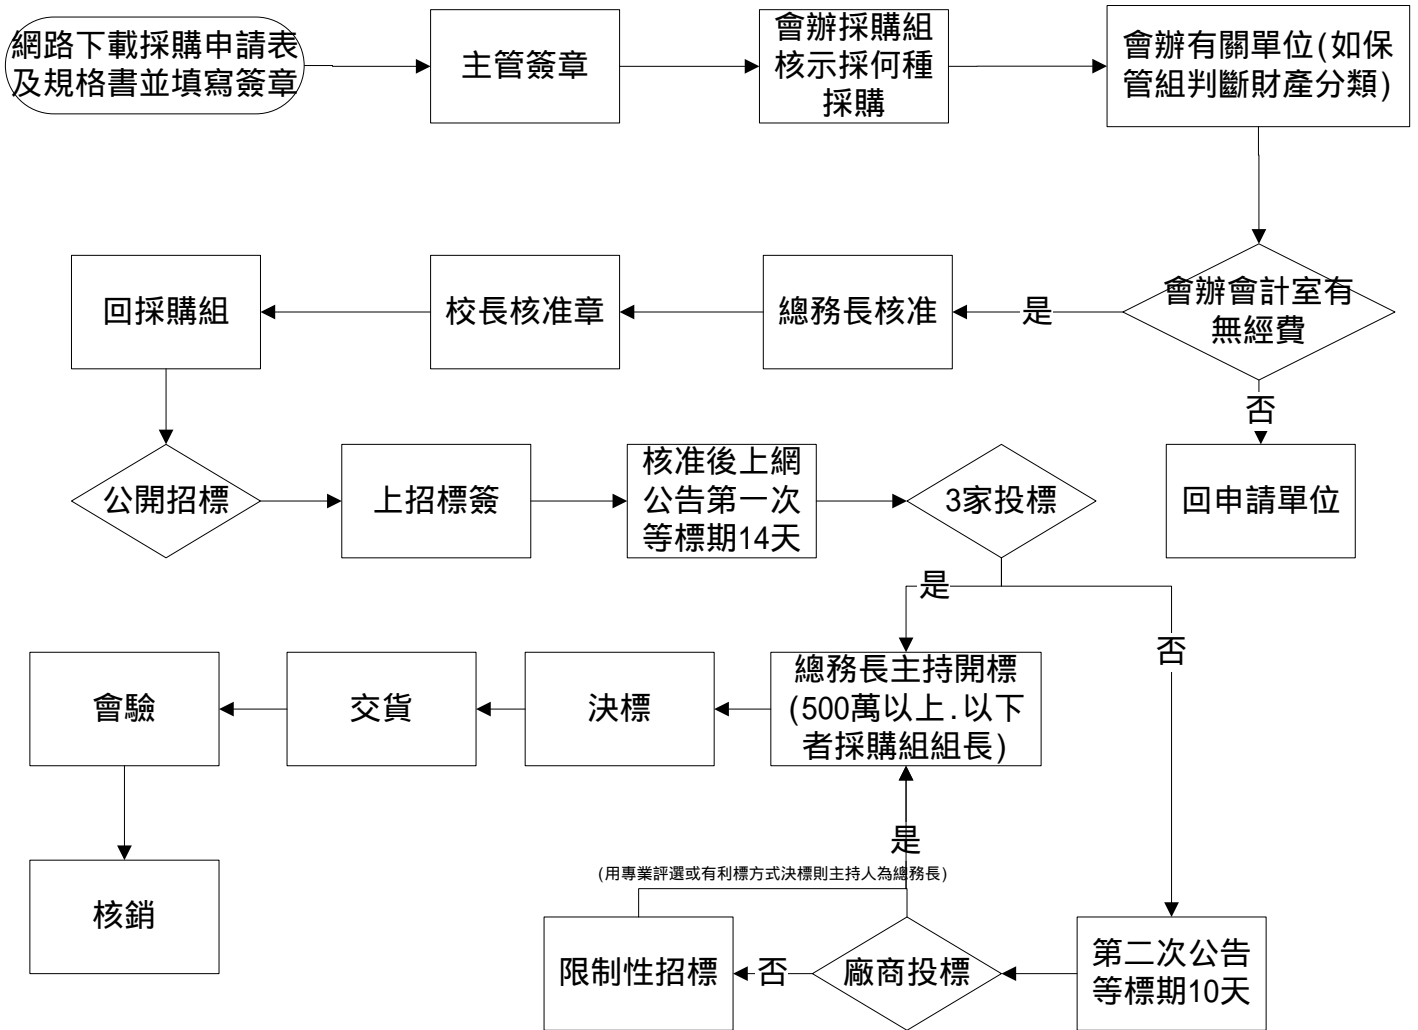 網路下載採購申請表
及規格書並填寫簽章
主管簽章
會辦採購組
核示採何種
採購
會辦有關單位(如保
管組判斷財產分類)
會辦會計室有
無經費
是
總務長核准
校長核准章
回採購組
否
回申請單位
公開招標
上招標簽
核准後上網
公告第一次
等標期14天
3家投標
是
否
總務長主持開標
(500萬以上.以下
者採購組組長)
決標
交貨
會驗
核銷
是
(用專業評選或有利標方式決標則主持人為總務長)
限制性招標
否
廠商投標
第二次公告
等標期10天